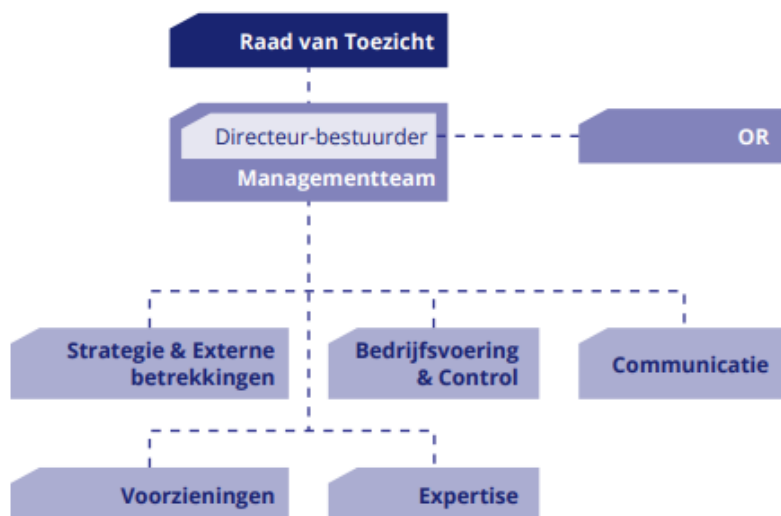 Raad van Toezicht
Directeur-bestuurder
OR
Managementteam
Strategie & Externe
betrekkingen
Bedrijfsvoering
& Control
Communicatie
Voorzieningen
Expertise